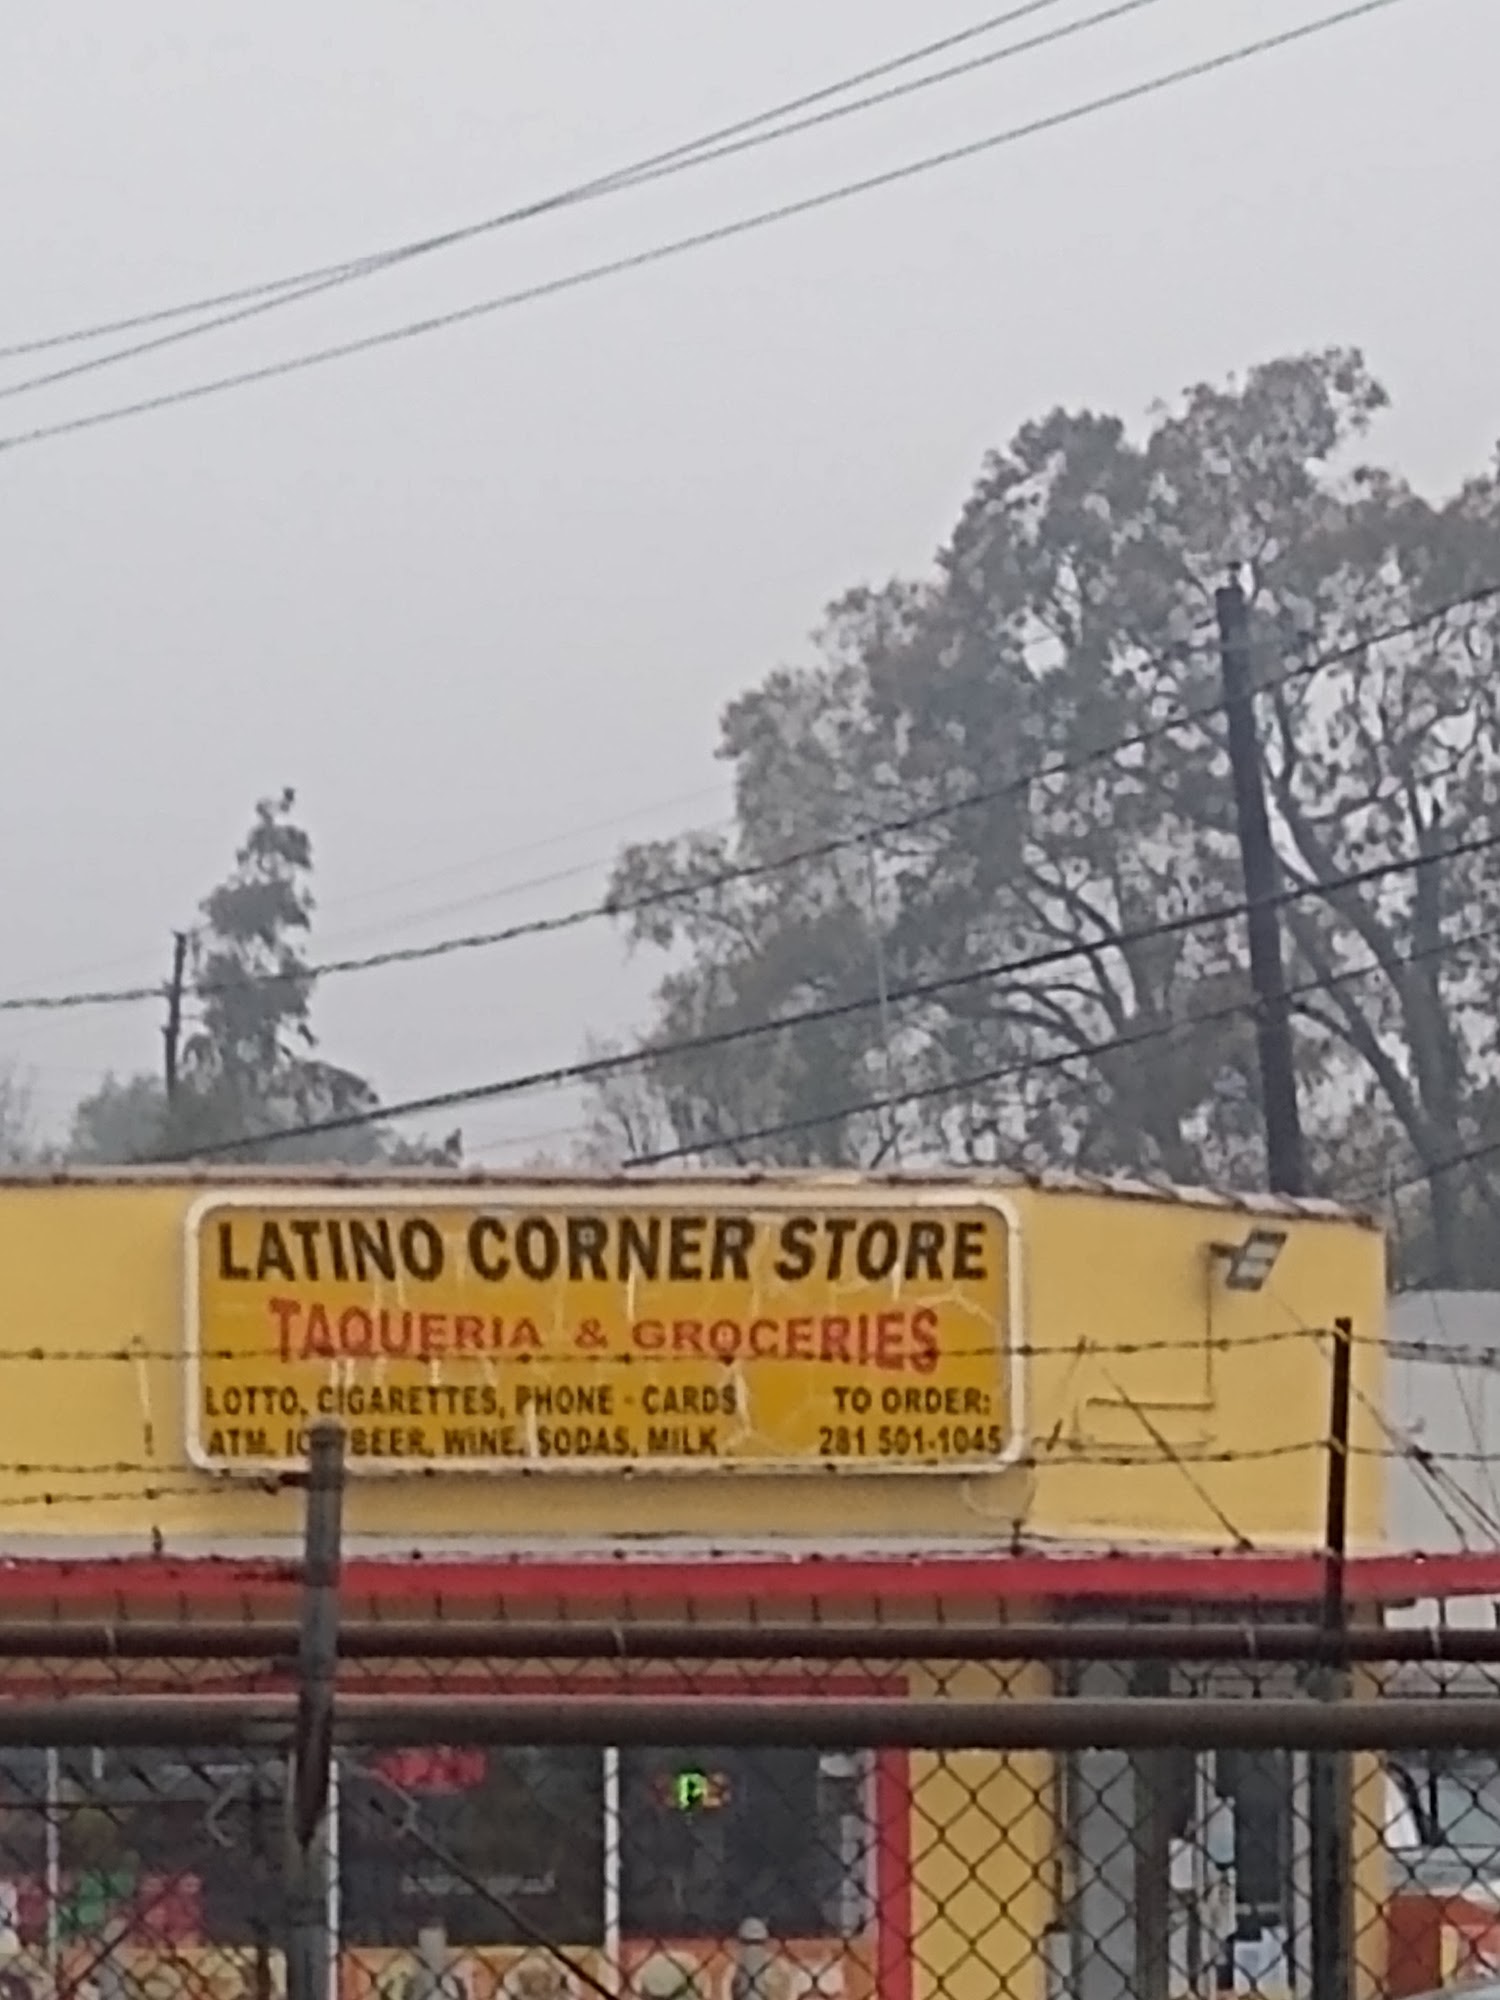 LATINO CORNER STORE
TAQUERIA & GROCERIES
LOTTO, CIGARETTES, PHONE - CARDS
ATM, BEER, WINE, SODAS, MILK
TO ORDER:
281 501-1045